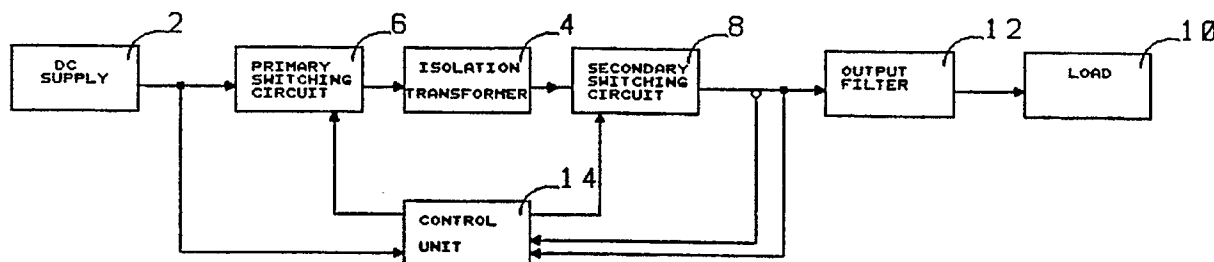 2
6
4
8
12
10
DC
SUPPLY
PRIMARY
SWITCHING
CIRCUIT
ISOLATION
TRANSFORMER
SECONDARY
SWITCHING
CIRCUIT
OUTPUT
FILTER
LOAD
14
CONTROL
UNIT